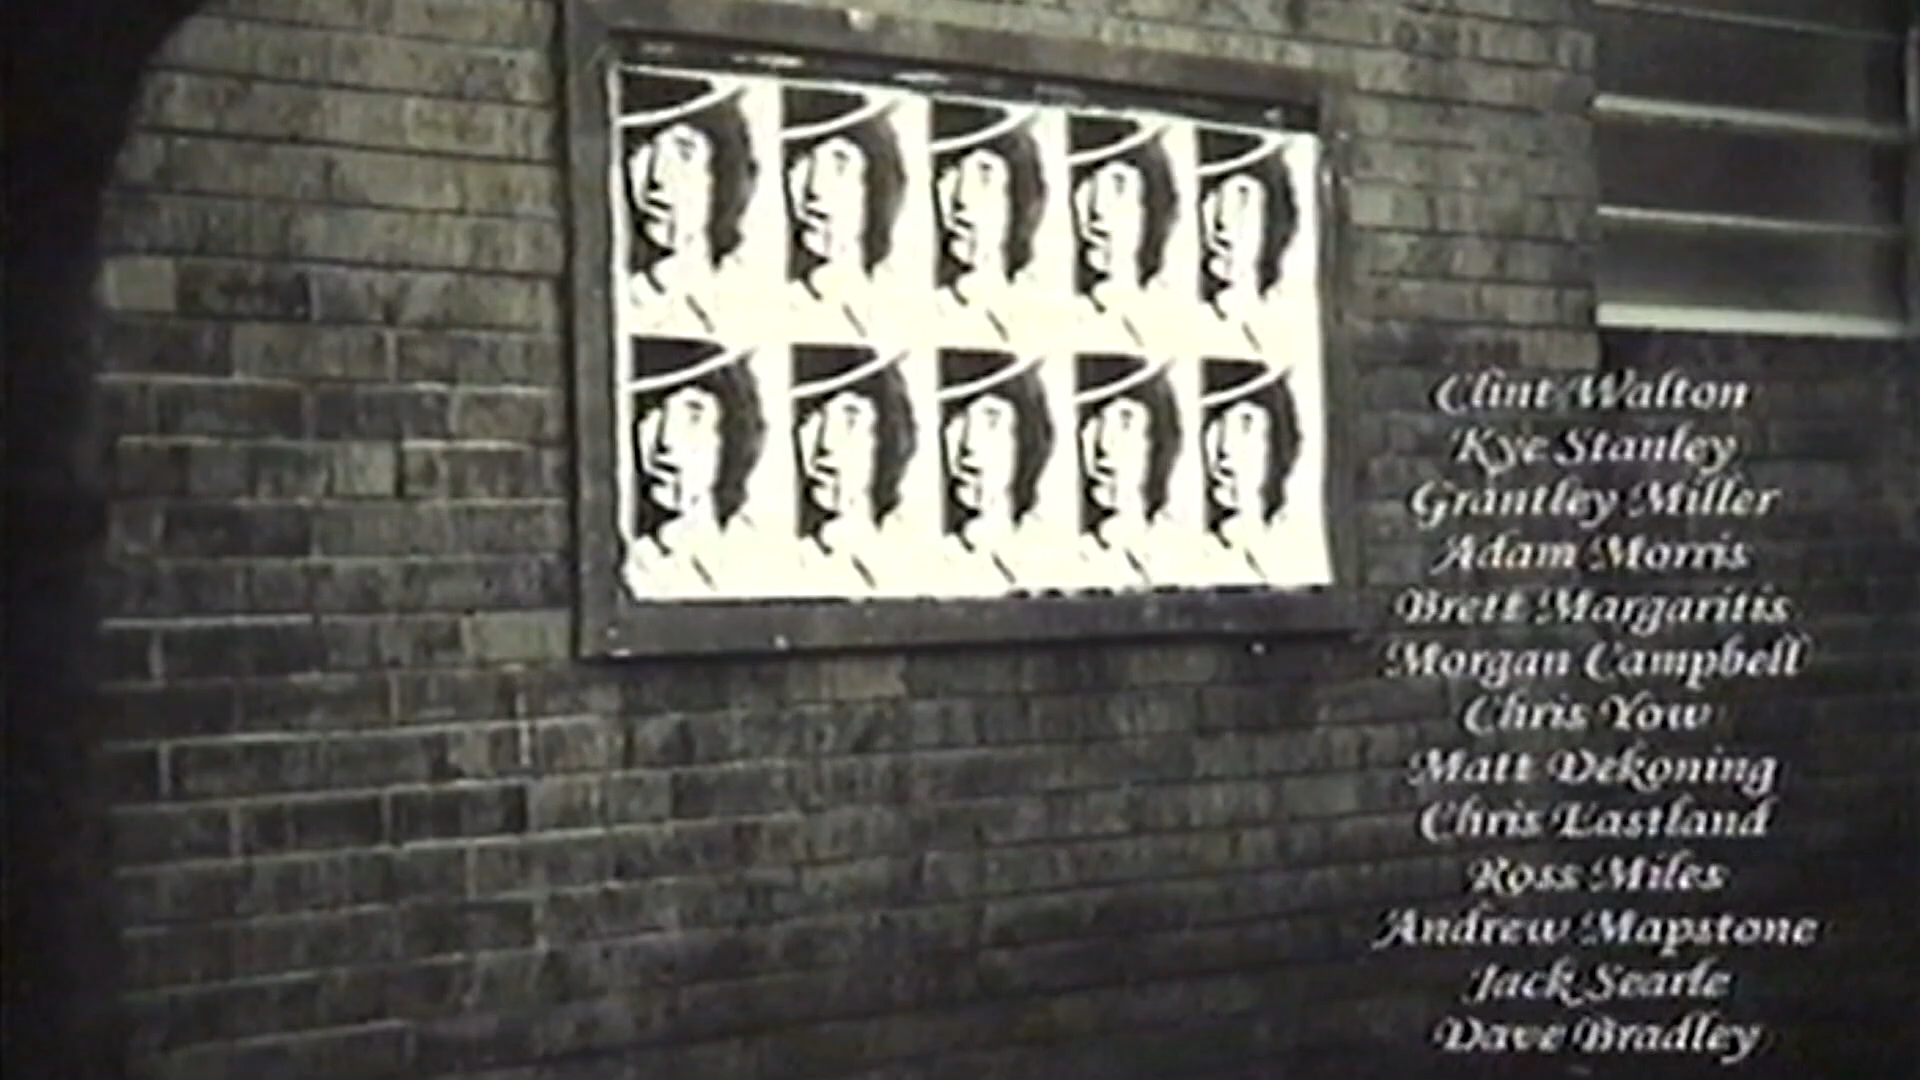 Clint Walton
Kye Stanley
Grantley Miller
Adam Morris
Brett Margaritis
Morgan Campbell
Chris Yow
Matt Dekoning
Chris Eastland
Ross Miles
Andrew Mapstone
Jack Searle
Dave Bradley